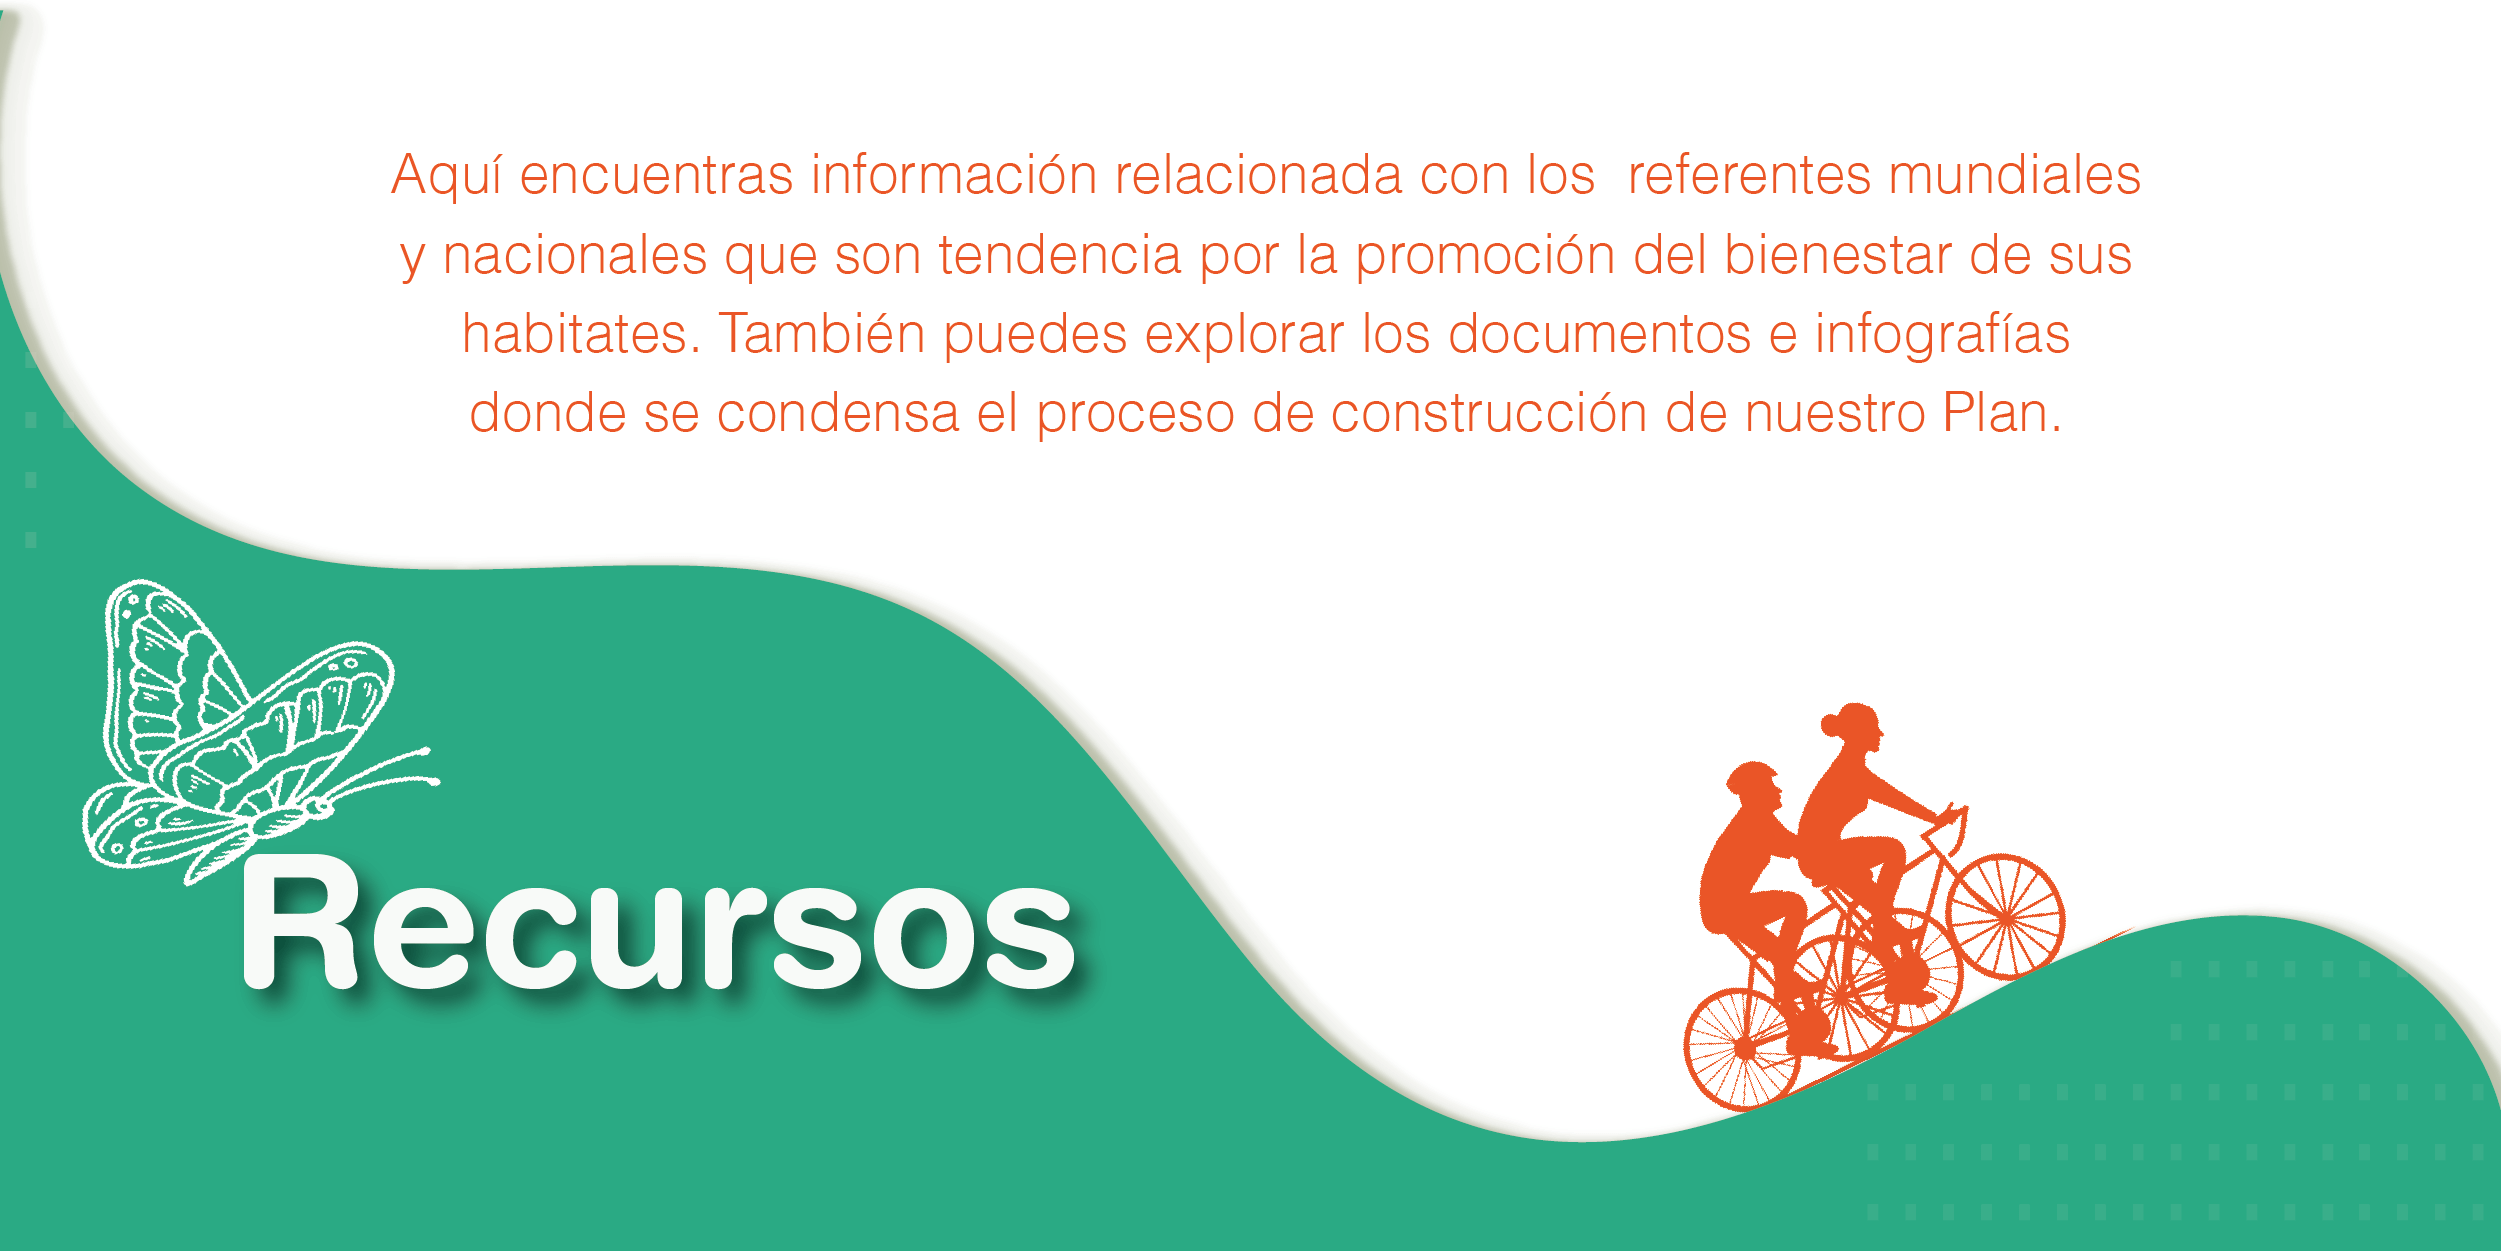 Aquí encuentras información relacionada con los  referentes mundiales
y nacionales que son tendencia por la promoción del bienestar de sus
habitates. También puedes explorar los documentos e infografías
donde se condensa el proceso de construcción de nuestro Plan.
Recursos